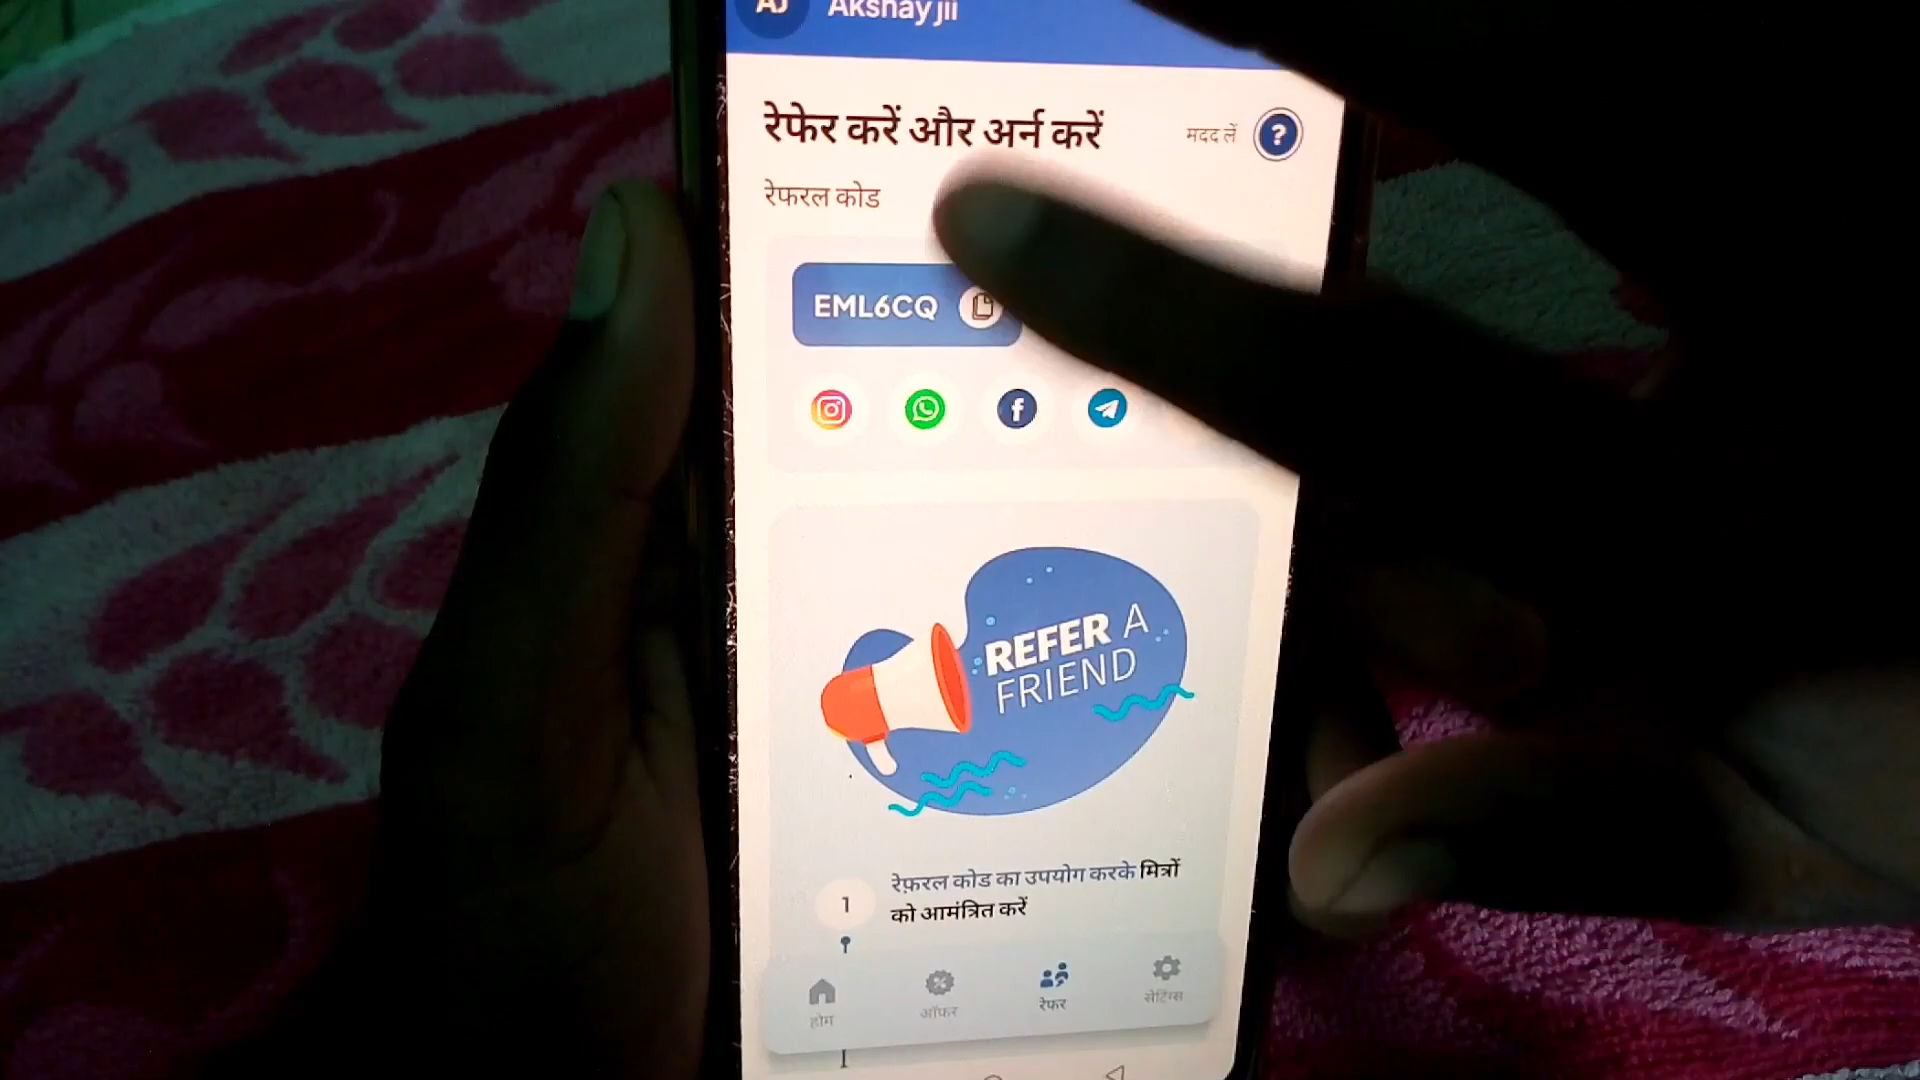 AJ Akshay jii
रेफेर करें और अर्न करें
मदद लें ?
रेफरल कोड
EML6CQ
REFER A
FRIEND
1
रेफ़रल कोड का उपयोग करके मित्रों
को आमंत्रित करें
होम ऑफर रेफर सेटिंग्स